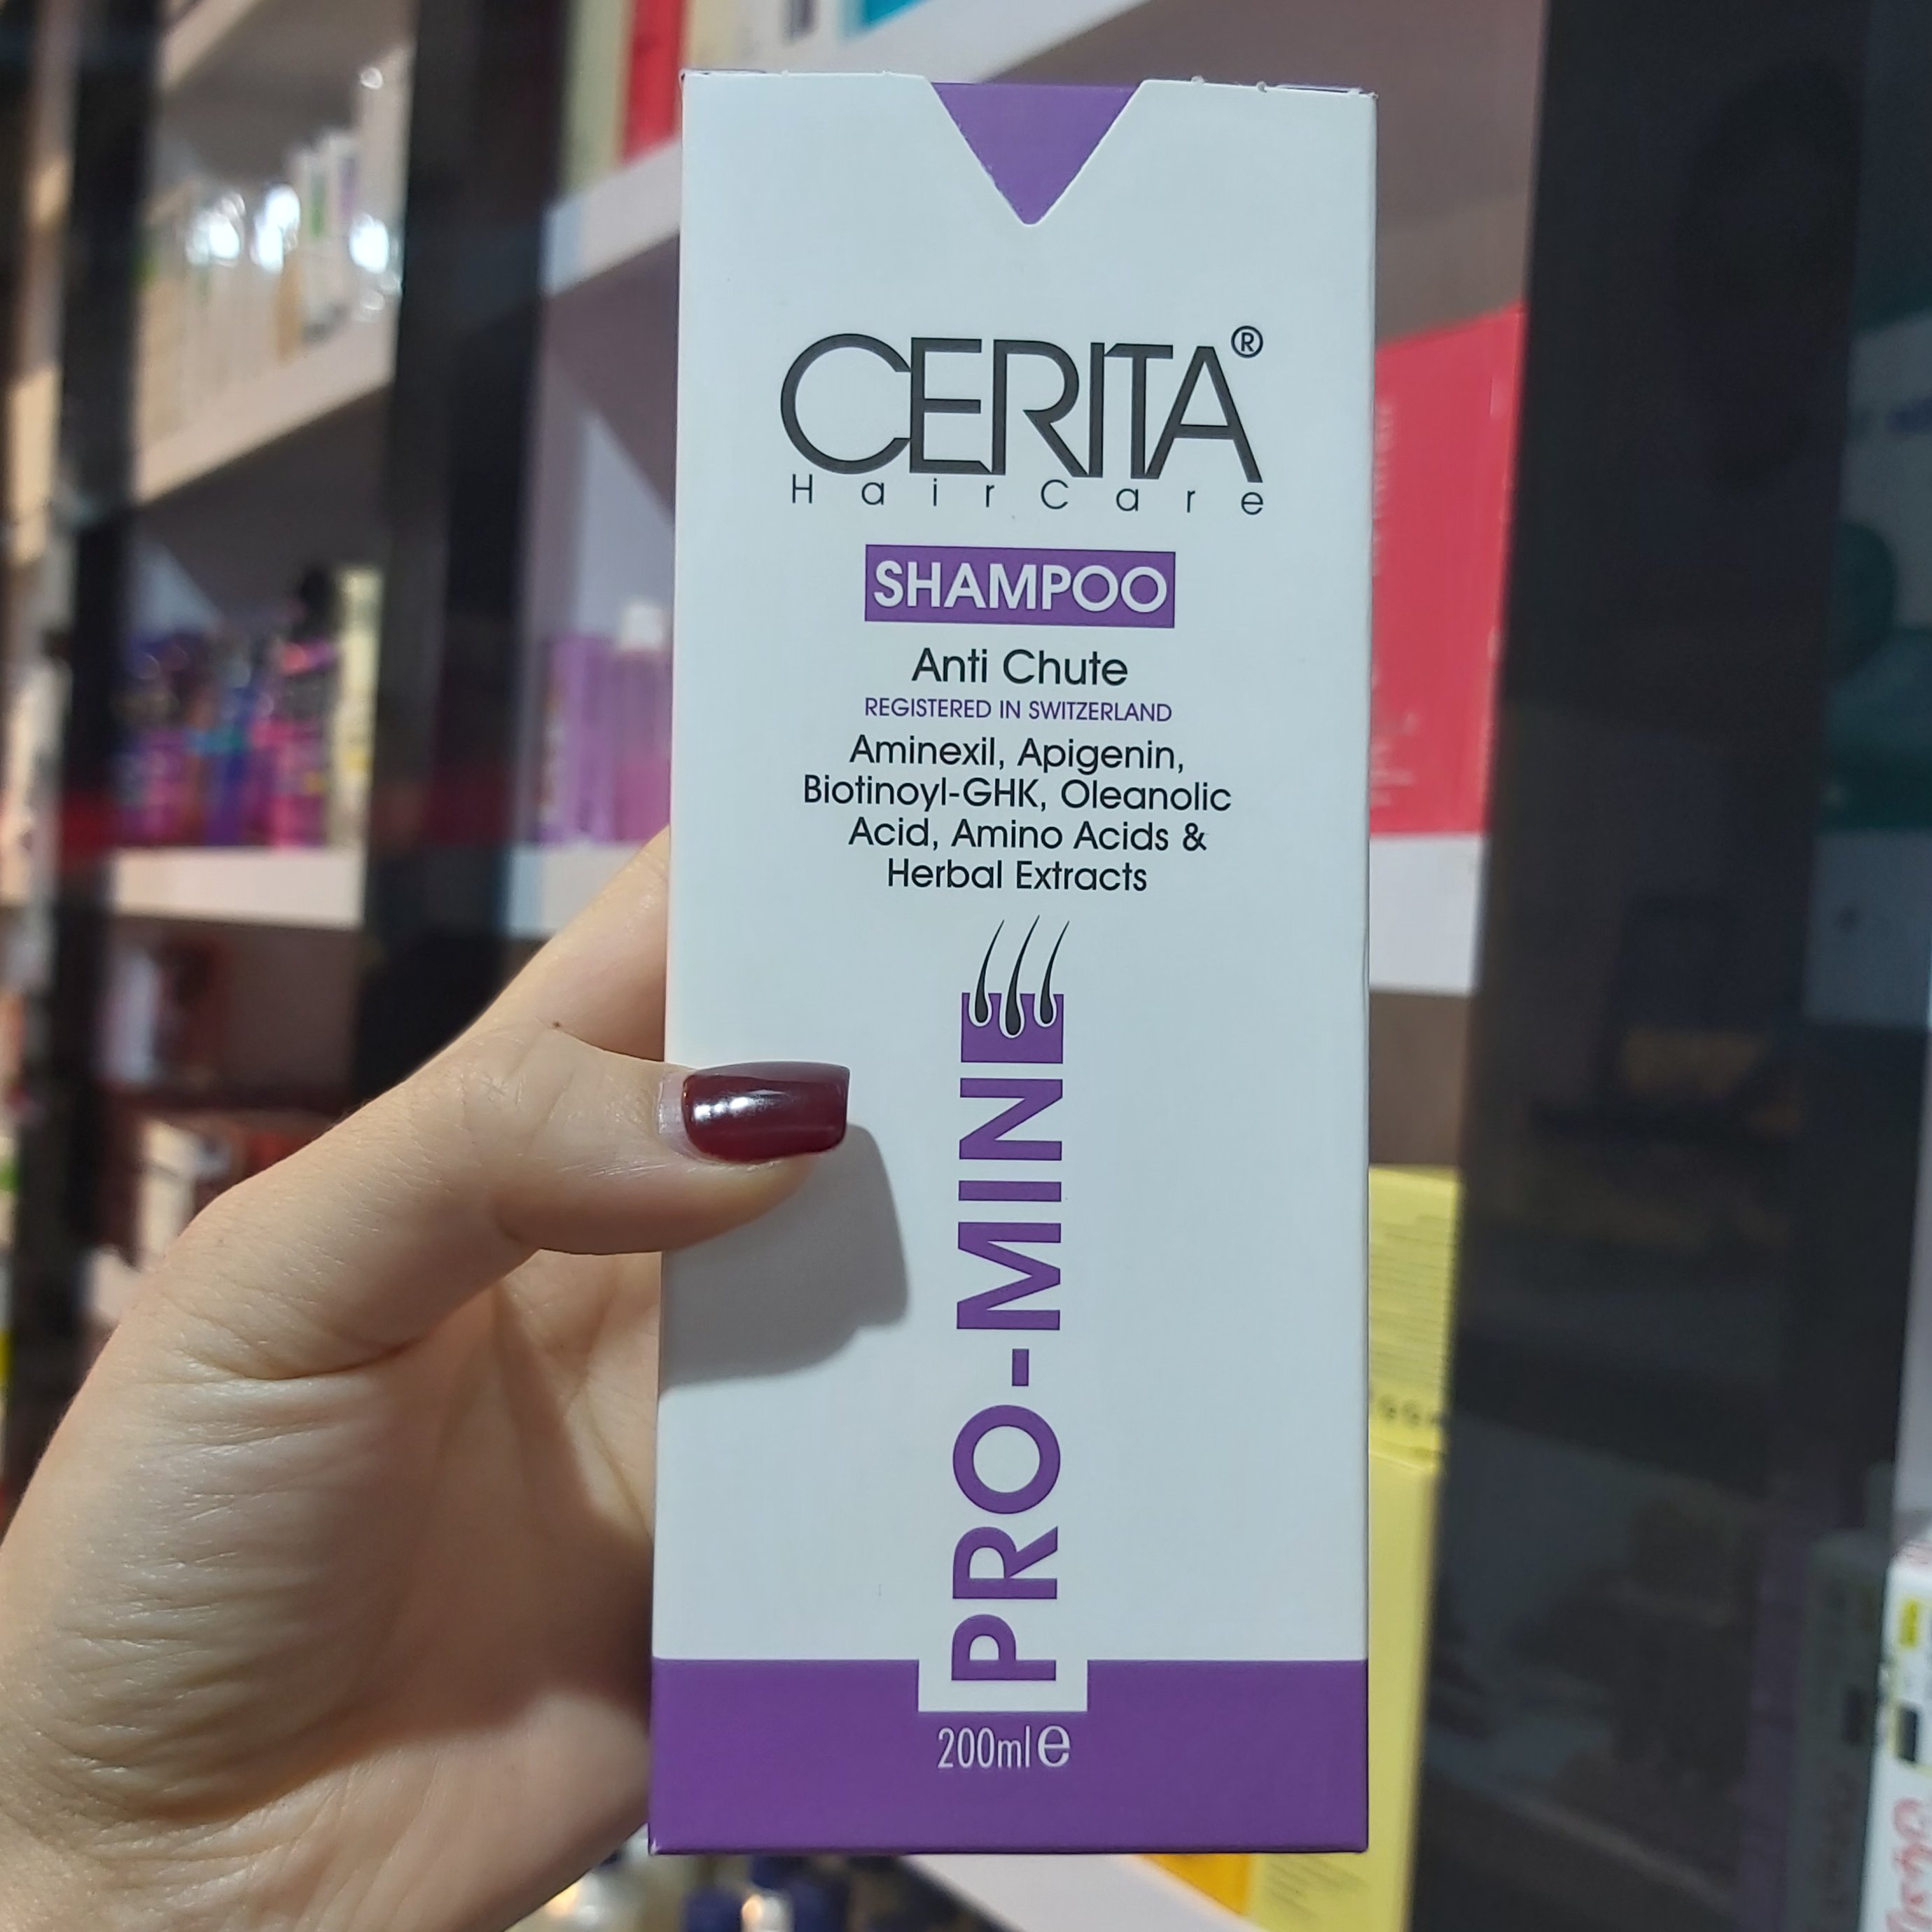 CERITA®
HairCare
SHAMPOO
Anti Chute
REGISTERED IN SWITZERLAND
Aminexil, Apigenin,
Biotinoyl-GHK, Oleanolic
Acid, Amino Acids &
Herbal Extracts
PRO-MINE
200ml e